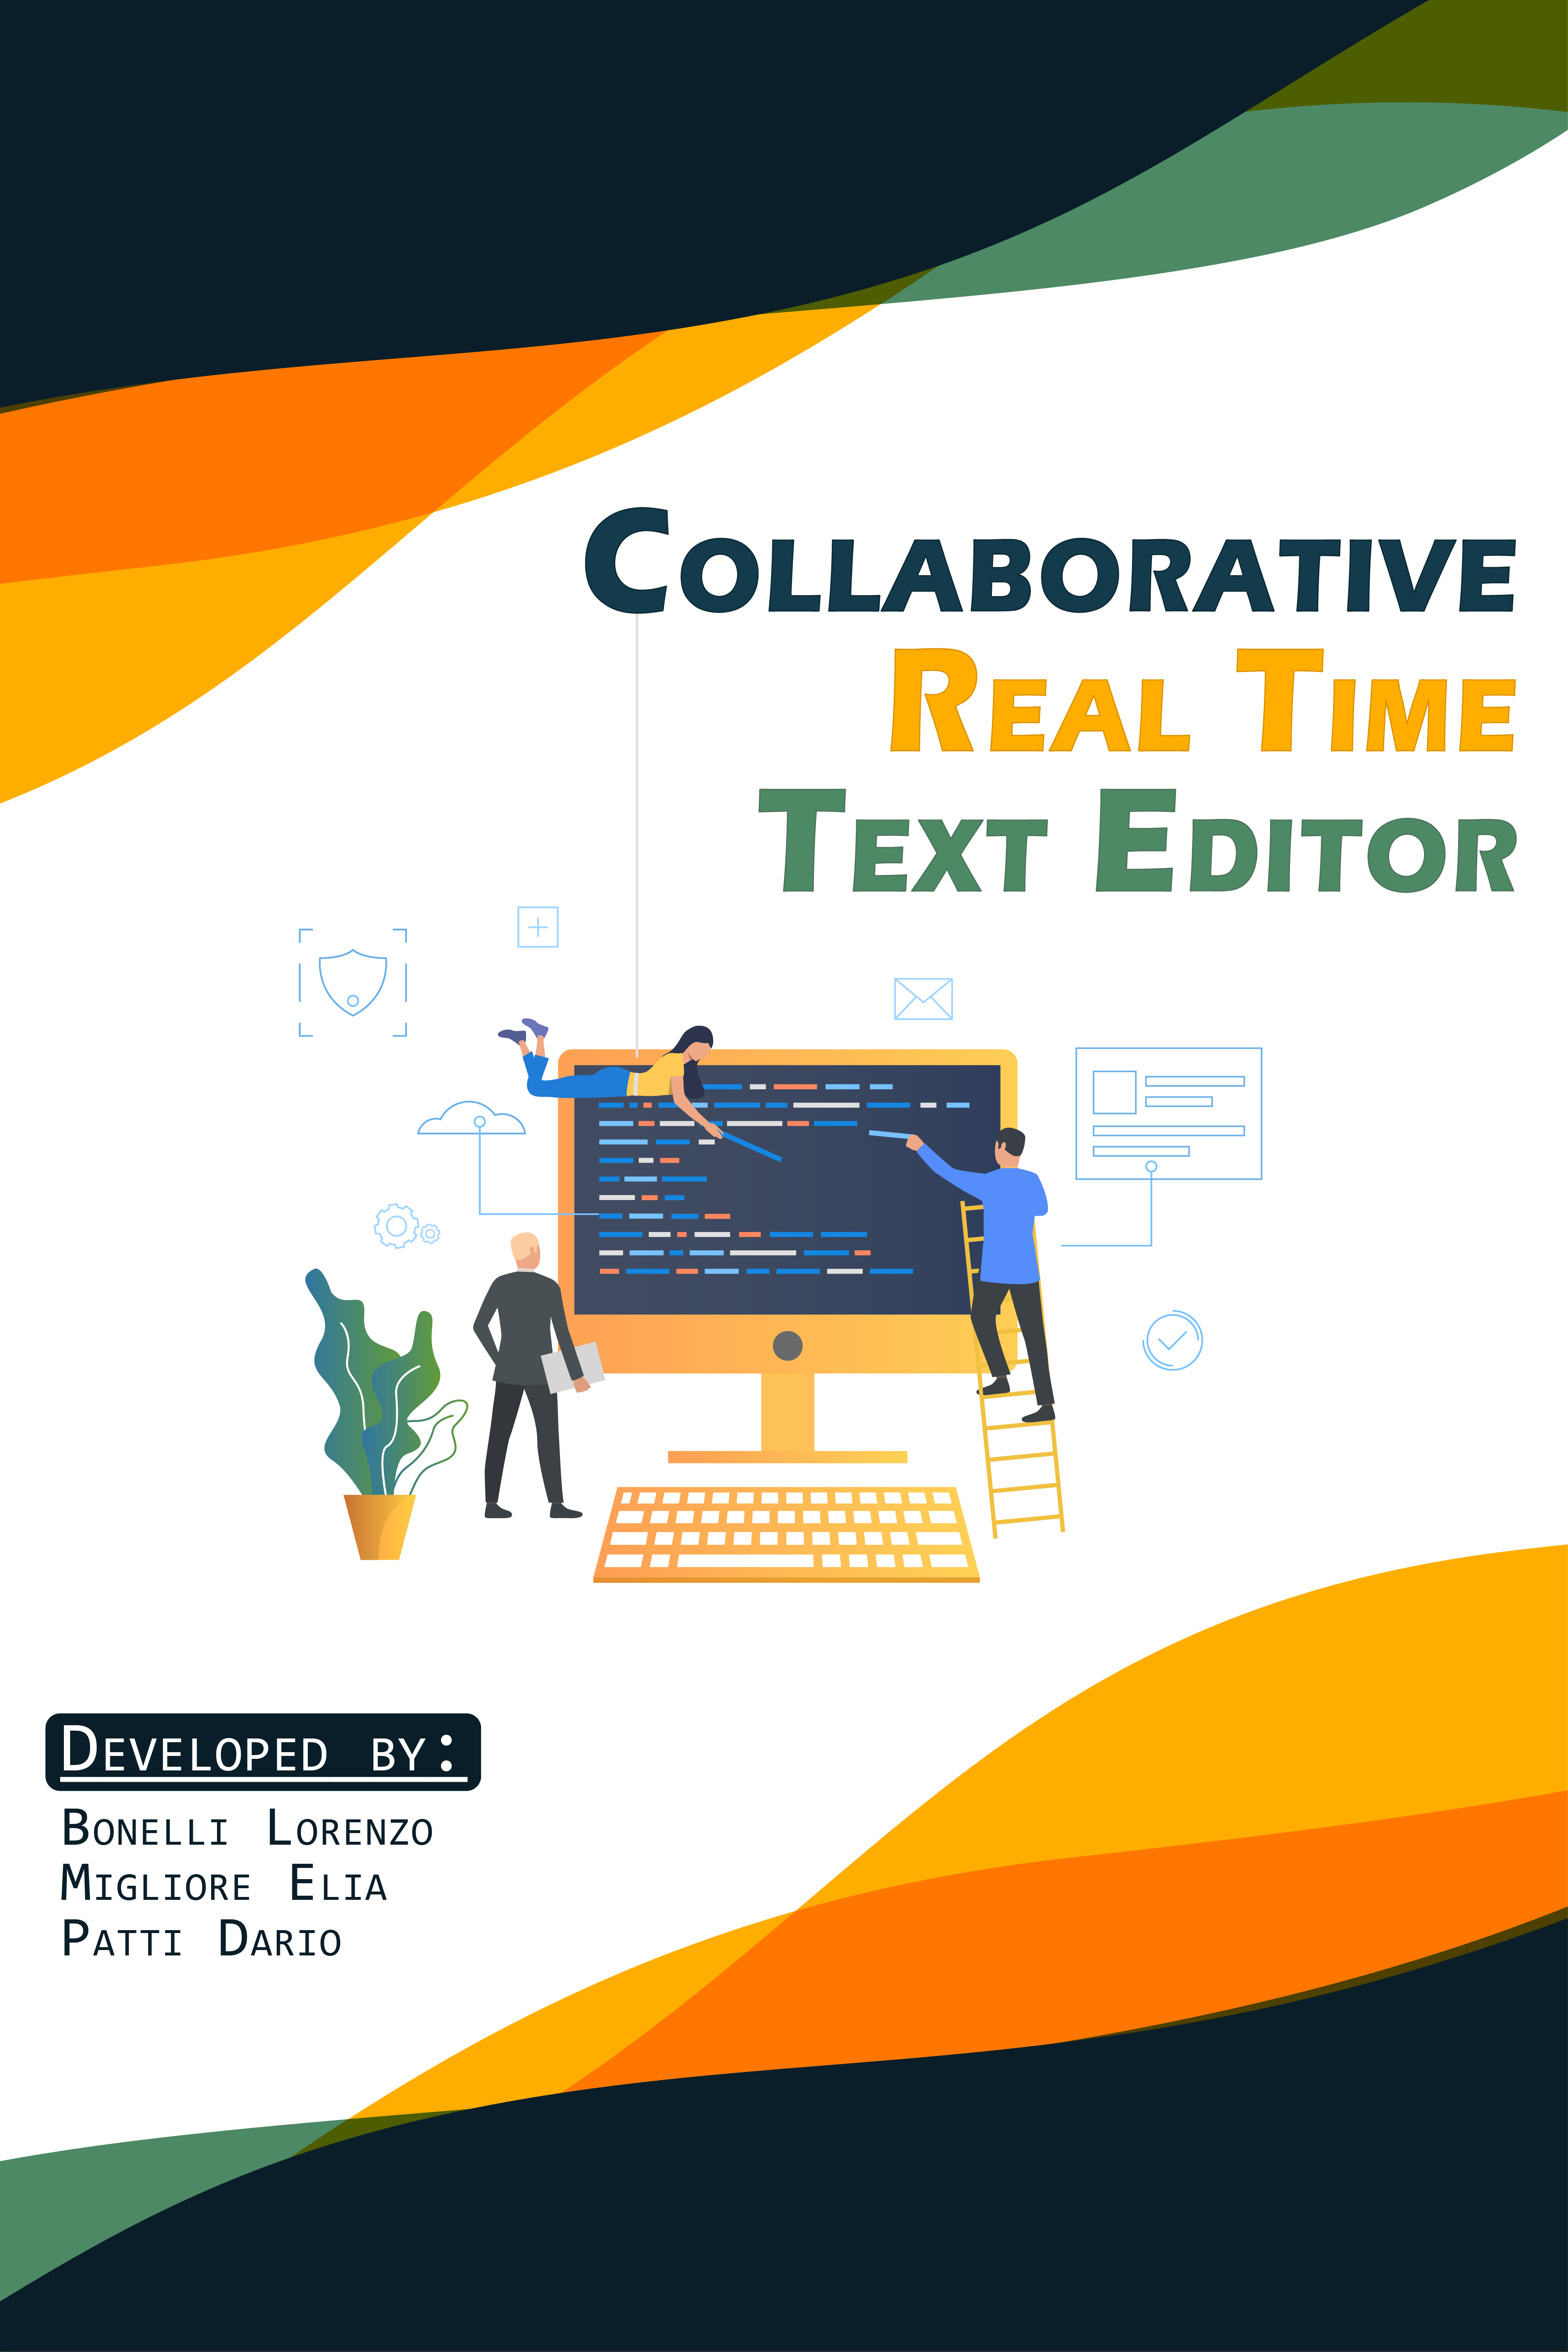 Collaborative
Real Time
Text Editor
Developed by:
Bonelli Lorenzo
Migliore Elia
Patti Dario